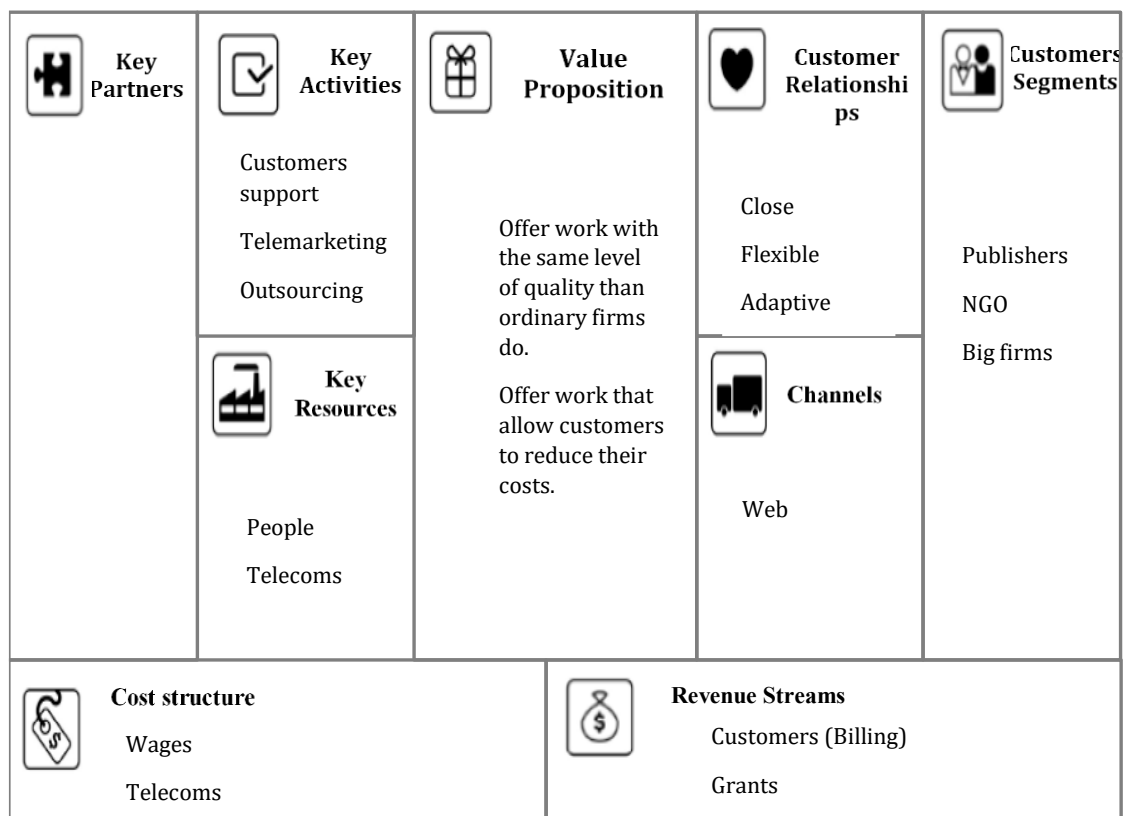 Key
Partners
Key
Activities
Customers
support
Telemarketing
Outsourcing
Key
Resources
People
Telecoms
Value
Proposition
Offer work with
the same level
of quality than
ordinary firms
do.
Offer work that
allow customers
to reduce their
costs.
Customer
Relationshi
ps
Close
Flexible
Adaptive
Channels
Web
Customers
Segments
Publishers
NGO
Big firms
Cost structure
Wages
Telecoms
Revenue Streams
Customers (Billing)
Grants